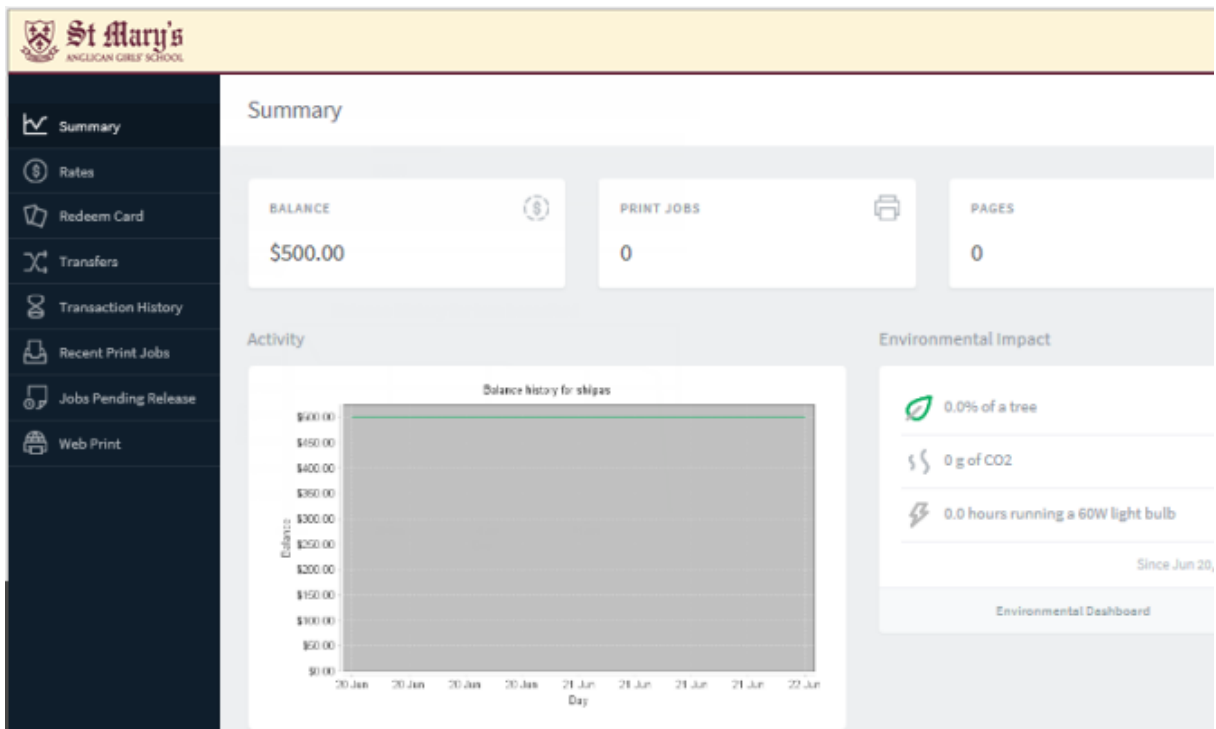 St Mary's
ANGLICAN GIRLS' SCHOOL
Summary
Rates
Redeem Card
Transfers
Transaction History
Recent Print Jobs
Jobs Pending Release
Web Print
Summary
BALANCE
$500.00
PRINT JOBS
0
PAGES
0
Activity
Balance history for shipas
$500.00
$450.00
$400.00
$350.00
$300.00
$250.00
$200.00
$150.00
$100.00
$50.00
$0.00
Balance
20 Jun 20 Jun 20 Jun 20 Jun 21 Jun 21 Jun 21 Jun 21 Jun 22 Jun
Day
Environmental Impact
0.0% of a tree
0 g of CO2
0.0 hours running a 60W light bulb
Since Jun 20,
Environmental Dashboard